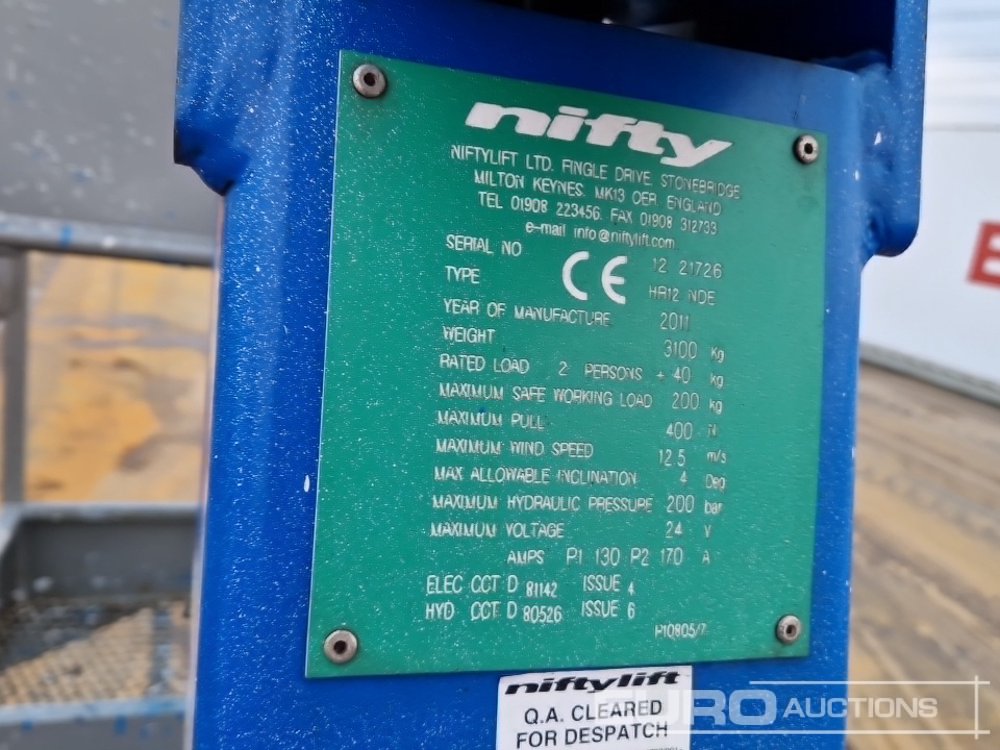 nifty
NIFTYLIFT LTD. FINGLE DRIVE, STONEBRIDGE
MILTON KEYNES. MK13 OER. ENGLAND
TEL 01908 223456. FAX 01908 312733
e-mail info@niftylift.com
SERIAL NO 12 21726
CE
TYPE HR12 NDE
YEAR OF MANUFACTURE 2011
WEIGHT 3100 Kg
RATED LOAD 2 PERSONS + 40 kg
MAXIMUM SAFE WORKING LOAD 200 kg
MAXIMUM PULL 400 N
MAXIMUM WIND SPEED 12.5 m/s
MAX ALLOWABLE INCLINATION 4 Deg
MAXIMUM HYDRAULIC PRESSURE 200 bar
MAXIMUM VOLTAGE 24 V
AMPS P.1 130 P2 170 A
ELEC CCT D 81142 ISSUE 4
HYD CCT D 80526 ISSUE 6
P10805/7
niftylift
Q.A. CLEARED
FOR DESPATCH
EURO AUCTIONS